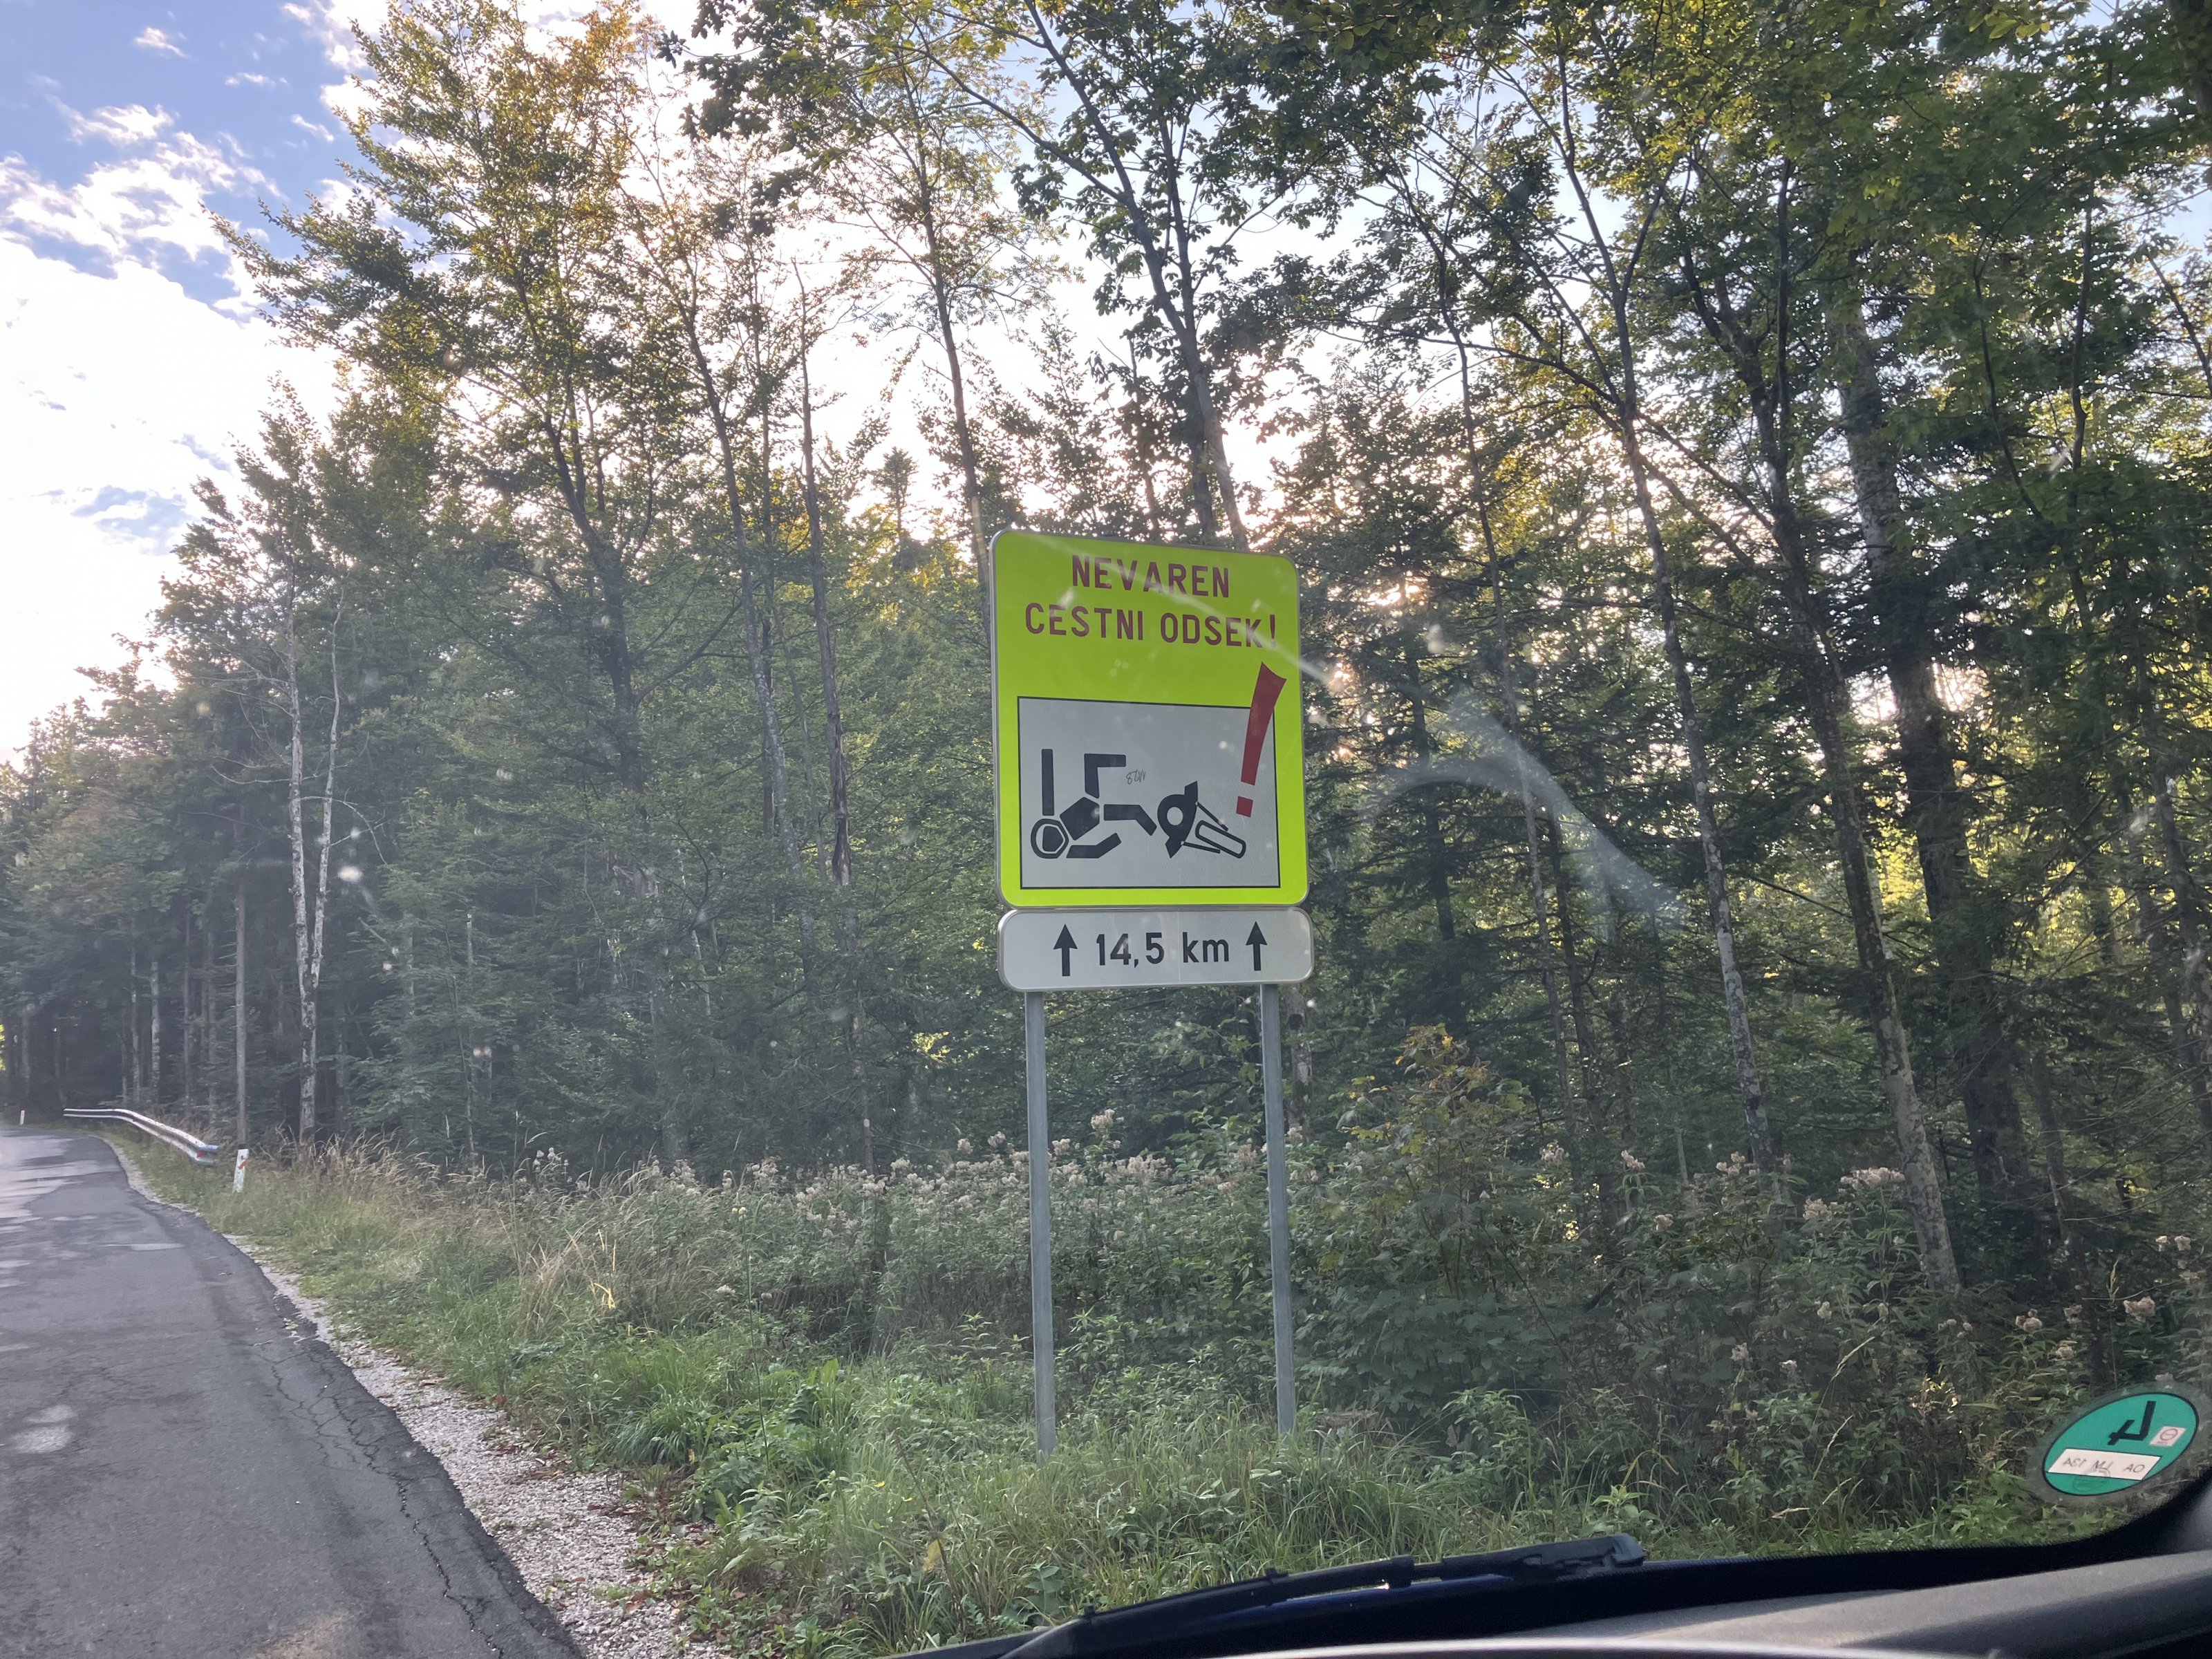 NEVAREN
CESTNI ODSEK!
↑ 14,5 km ↑